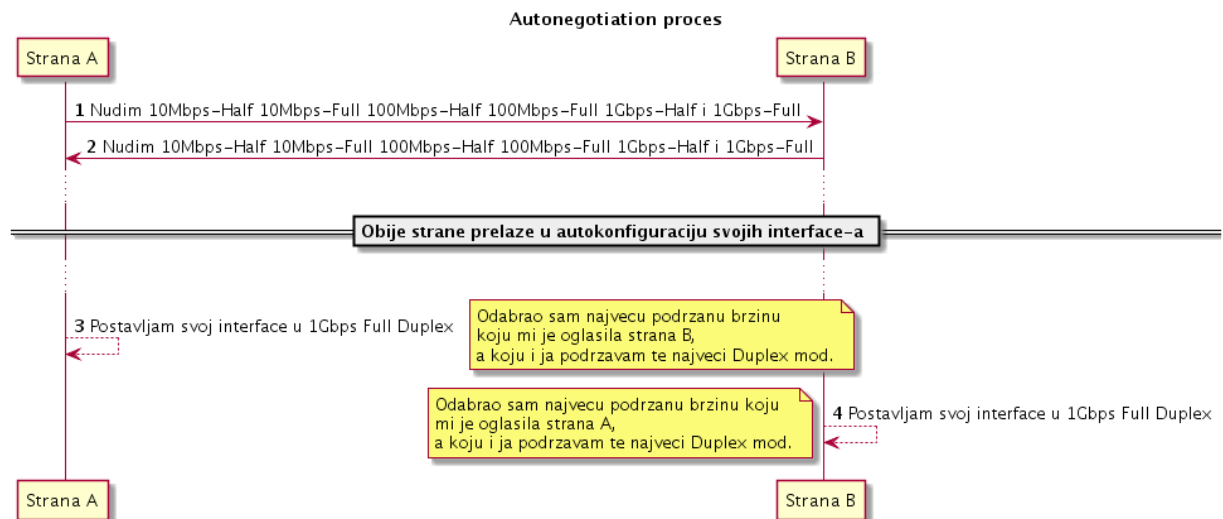 Autonegotiation proces
Strana A
Strana B
1 Nudim 10Mbps-Half 10Mbps-Full 100Mbps-Half 100Mbps-Full 1Gbps-Half i 1Gbps-Full
2 Nudim 10Mbps-Half 10Mbps-Full 100Mbps-Half 100Mbps-Full 1Gbps-Half i 1Gbps-Full
Obije strane prelaze u autokonfiguraciju svojih interface-a
3 Postavljam svoj interface u 1Gbps Full Duplex
Odabrao sam najvecu podrzanu brzinu
koju mi je oglasila strana B,
a koju i ja podrzavam te najveci Duplex mod.
Odabrao sam najvecu podrzanu brzinu koju
mi je oglasila strana A,
a koju i ja podrzavam te najveci Duplex mod.
4 Postavljam svoj interface u 1Gbps Full Duplex
Strana A
Strana B